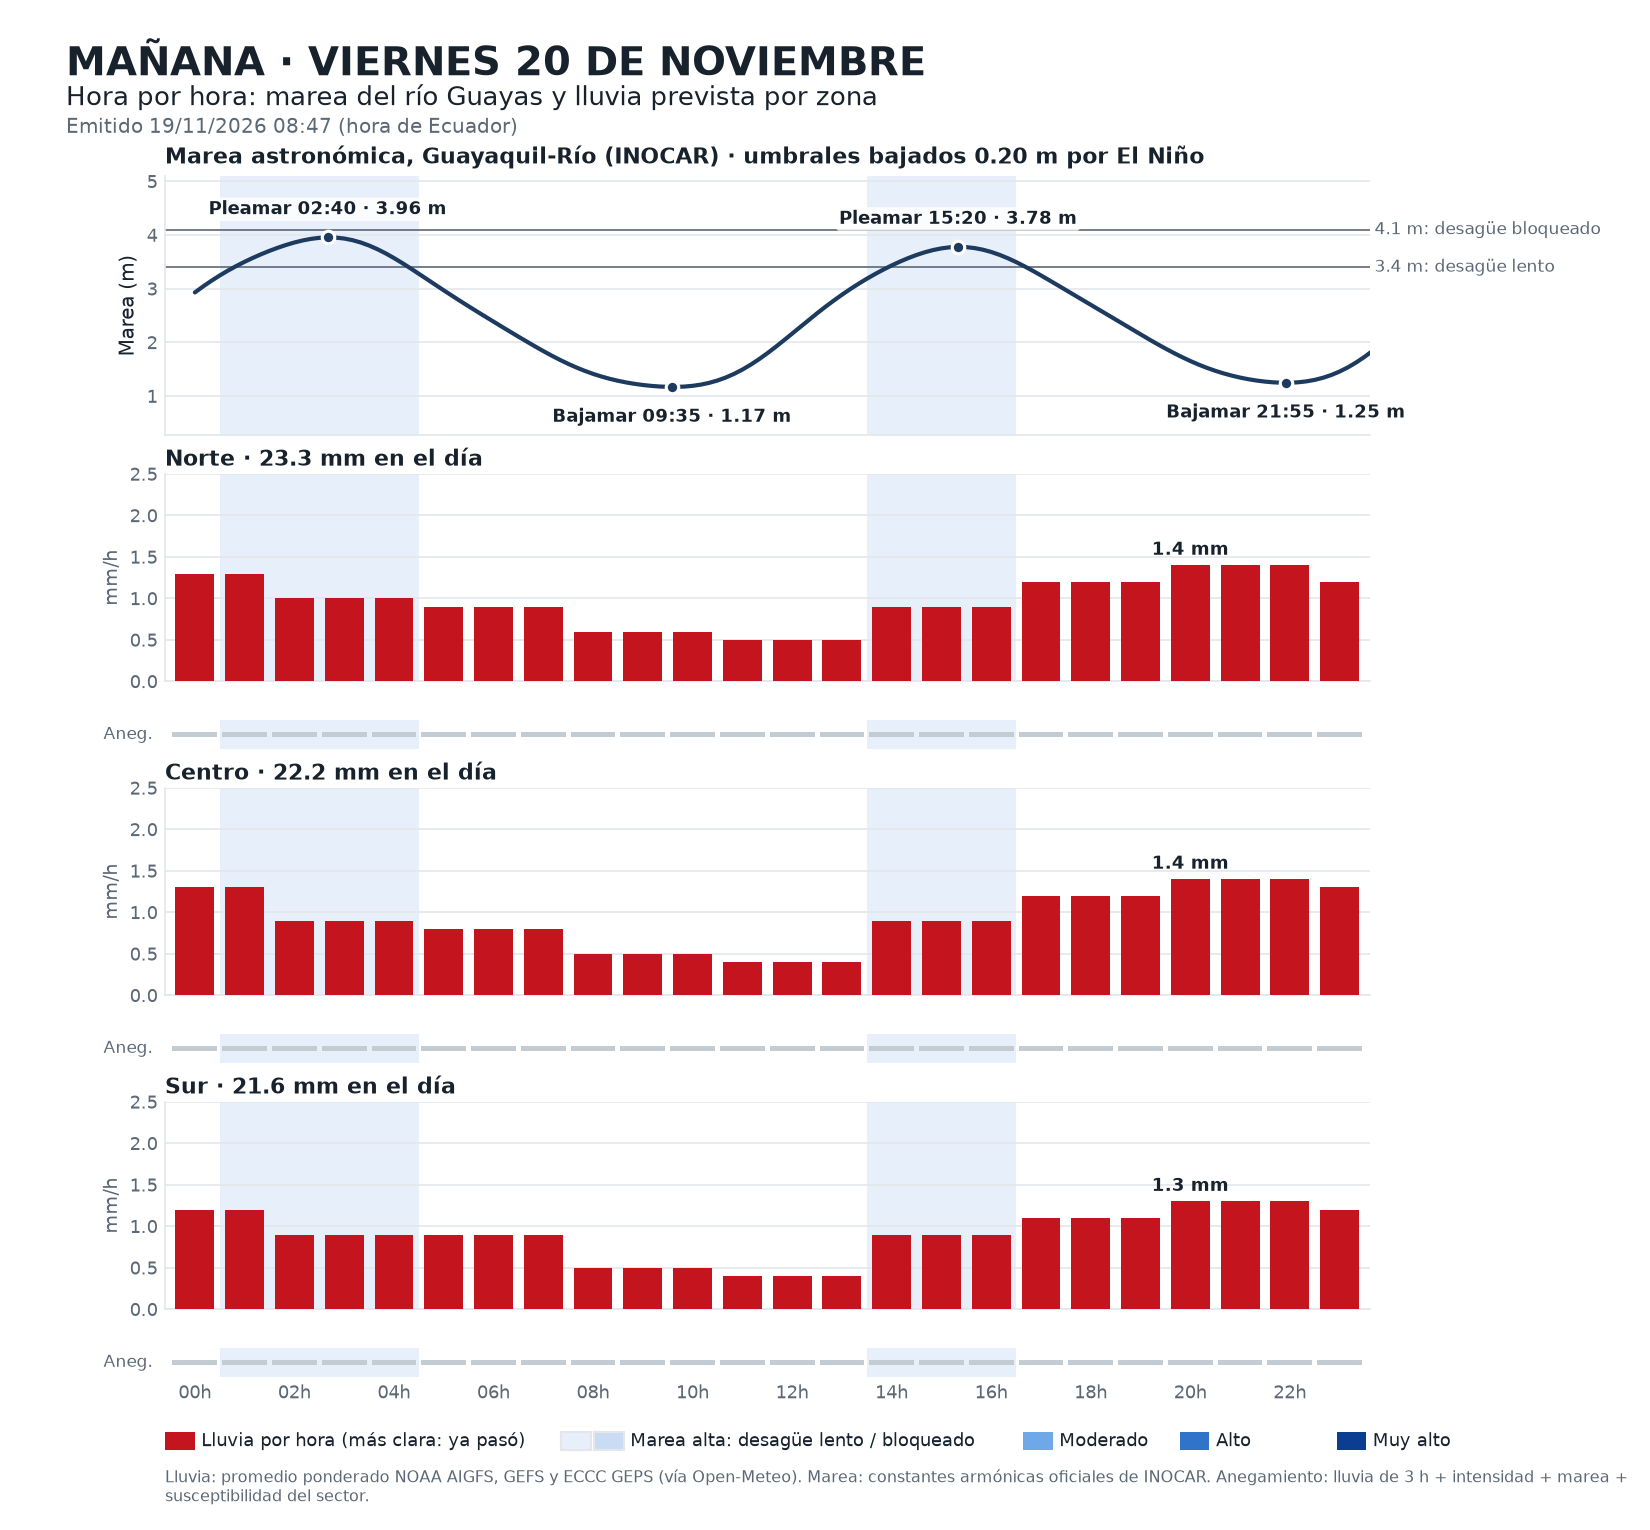 MAÑANA · VIERNES 20 DE NOVIEMBRE
Hora por hora: marea del río Guayas y lluvia prevista por zona
Emitido 19/11/2026 08:47 (hora de Ecuador)
Marea astronómica, Guayaquil-Río (INOCAR) · umbrales bajados 0.20 m por El Niño
5
4
3
2
1
Marea (m)
Pleamar 02:40 · 3.96 m
Pleamar 15:20 · 3.78 m
4.1 m: desagüe bloqueado
3.4 m: desagüe lento
Bajamar 09:35 · 1.17 m
Bajamar 21:55 · 1.25 m
Norte · 23.3 mm en el día
2.5
2.0
1.5
1.0
0.5
0.0
mm/h
1.4 mm
Aneg.
Centro · 22.2 mm en el día
2.5
2.0
1.5
1.0
0.5
0.0
mm/h
1.4 mm
Aneg.
Sur · 21.6 mm en el día
2.5
2.0
1.5
1.0
0.5
0.0
mm/h
1.3 mm
Aneg.
00h 02h 04h 06h 08h 10h 12h 14h 16h 18h 20h 22h
Lluvia por hora (más clara: ya pasó) Marea alta: desagüe lento / bloqueado Moderado Alto Muy alto
Lluvia: promedio ponderado NOAA AIGFS, GEFS y ECCC GEPS (vía Open-Meteo). Marea: constantes armónicas oficiales de INOCAR. Anegamiento: lluvia de 3 h + intensidad + marea +
susceptibilidad del sector.